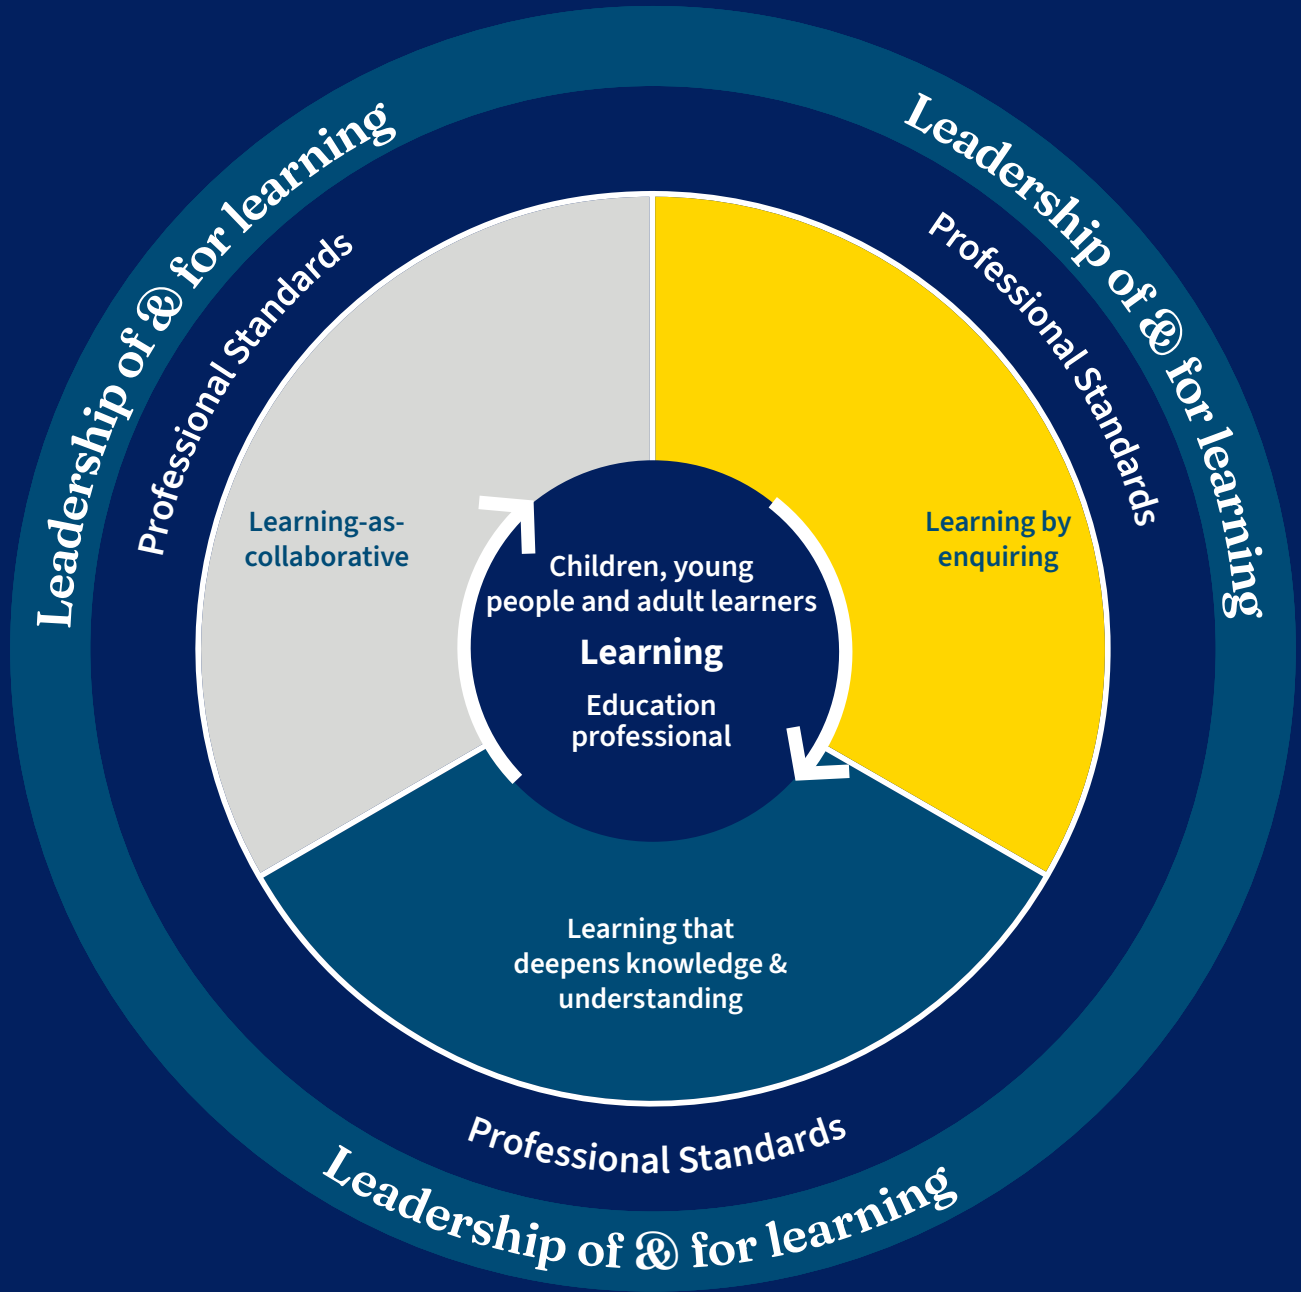 Leadership of & for learning
Leadership of & for learning
Professional Standards
Professional Standards
Learning-as-
collaborative
Learning by
enquiring
Children, young
people and adult learners
Learning
Education
professional
Learning that
deepens knowledge &
understanding
Professional Standards
Leadership of & for learning